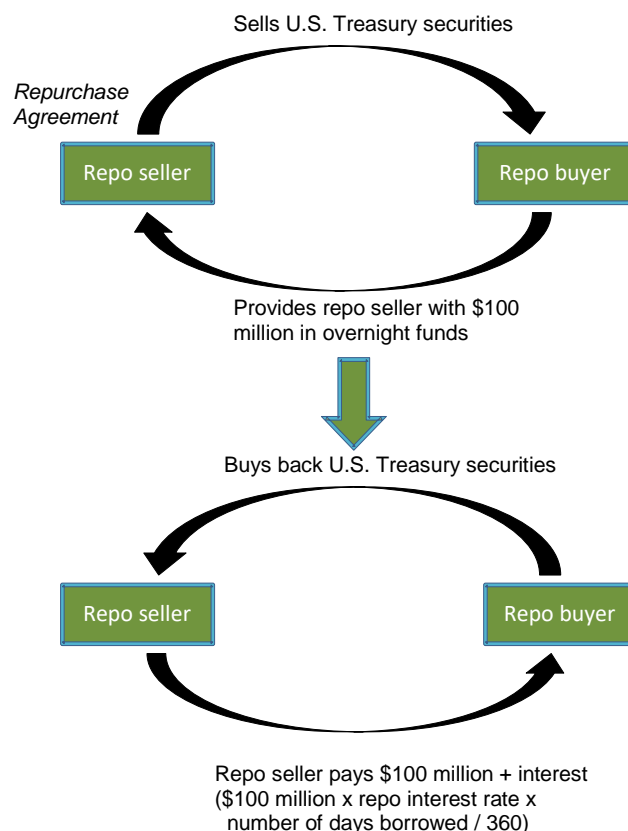 Sells U.S. Treasury securities
Repurchase
Agreement
Repo seller
Repo buyer
Provides repo seller with $100
million in overnight funds
Buys back U.S. Treasury securities
Repo seller
Repo buyer
Repo seller pays $100 million + interest
($100 million x repo interest rate x
number of days borrowed / 360)